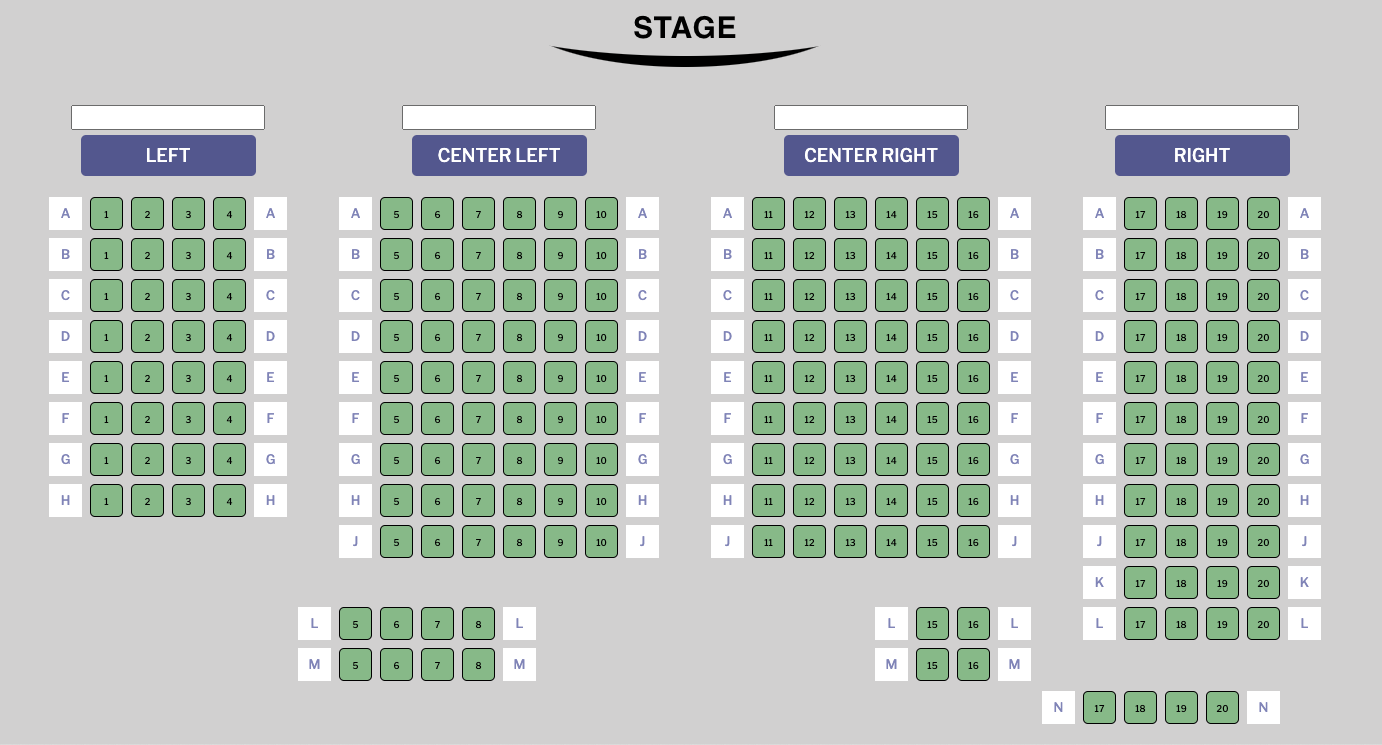 STAGE
LEFT CENTER LEFT CENTER RIGHT RIGHT
A 1 2 3 4 A A 5 6 7 8 9 10 A A 11 12 13 14 15 16 A A 17 18 19 20 A
B 1 2 3 4 B B 5 6 7 8 9 10 B B 11 12 13 14 15 16 B B 17 18 19 20 B
C 1 2 3 4 C C 5 6 7 8 9 10 C C 11 12 13 14 15 16 C C 17 18 19 20 C
D 1 2 3 4 D D 5 6 7 8 9 10 D D 11 12 13 14 15 16 D D 17 18 19 20 D
E 1 2 3 4 E E 5 6 7 8 9 10 E E 11 12 13 14 15 16 E E 17 18 19 20 E
F 1 2 3 4 F F 5 6 7 8 9 10 F F 11 12 13 14 15 16 F F 17 18 19 20 F
G 1 2 3 4 G G 5 6 7 8 9 10 G G 11 12 13 14 15 16 G G 17 18 19 20 G
H 1 2 3 4 H H 5 6 7 8 9 10 H H 11 12 13 14 15 16 H H 17 18 19 20 H
J 5 6 7 8 9 10 J J 11 12 13 14 15 16 J J 17 18 19 20 J
K 17 18 19 20 K
L 5 6 7 8 L L 15 16 L L 17 18 19 20 L
M 5 6 7 8 M M 15 16 M
N 17 18 19 20 N